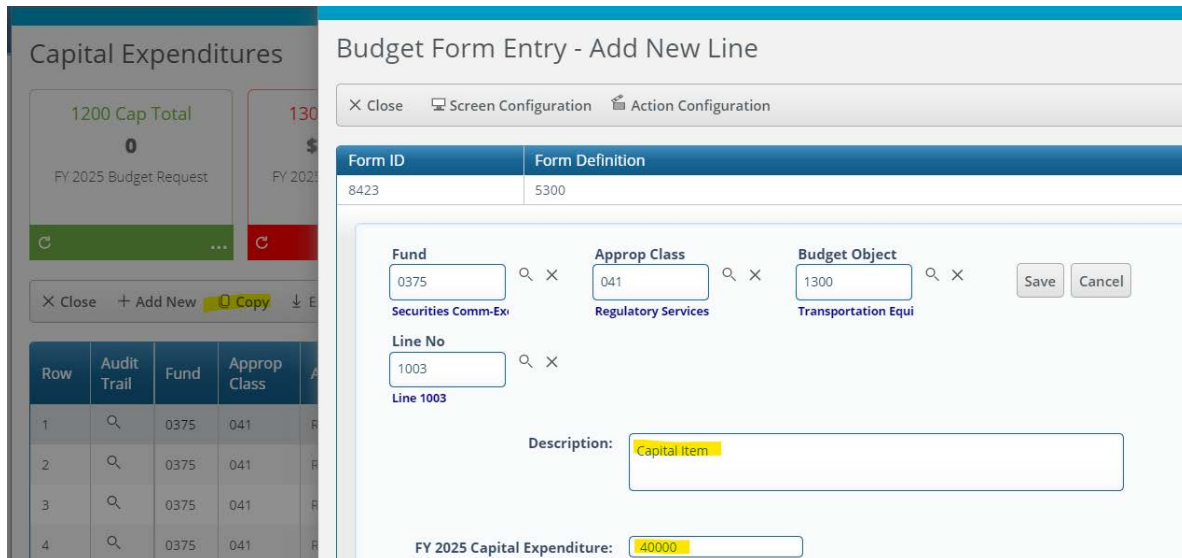 Capital Expenditures
1200 Cap Total
0
FY 2025 Budget Request
130
$
FY 202
...
X Close + Add New Copy E
Row Audit Trail Fund Approp Class A
1 0375 041 R
2 0375 041 R
3 0375 041 R
4 0375 041 R
Budget Form Entry - Add New Line
X Close Screen Configuration Action Configuration
Form ID Form Definition
8423 5300
Fund Approp Class Budget Object
0375 041 1300 Save Cancel
Securities Comm-Ex Regulatory Services Transportation Equi
Line No
1003
Line 1003
Description: Capital Item
FY 2025 Capital Expenditure: 40000